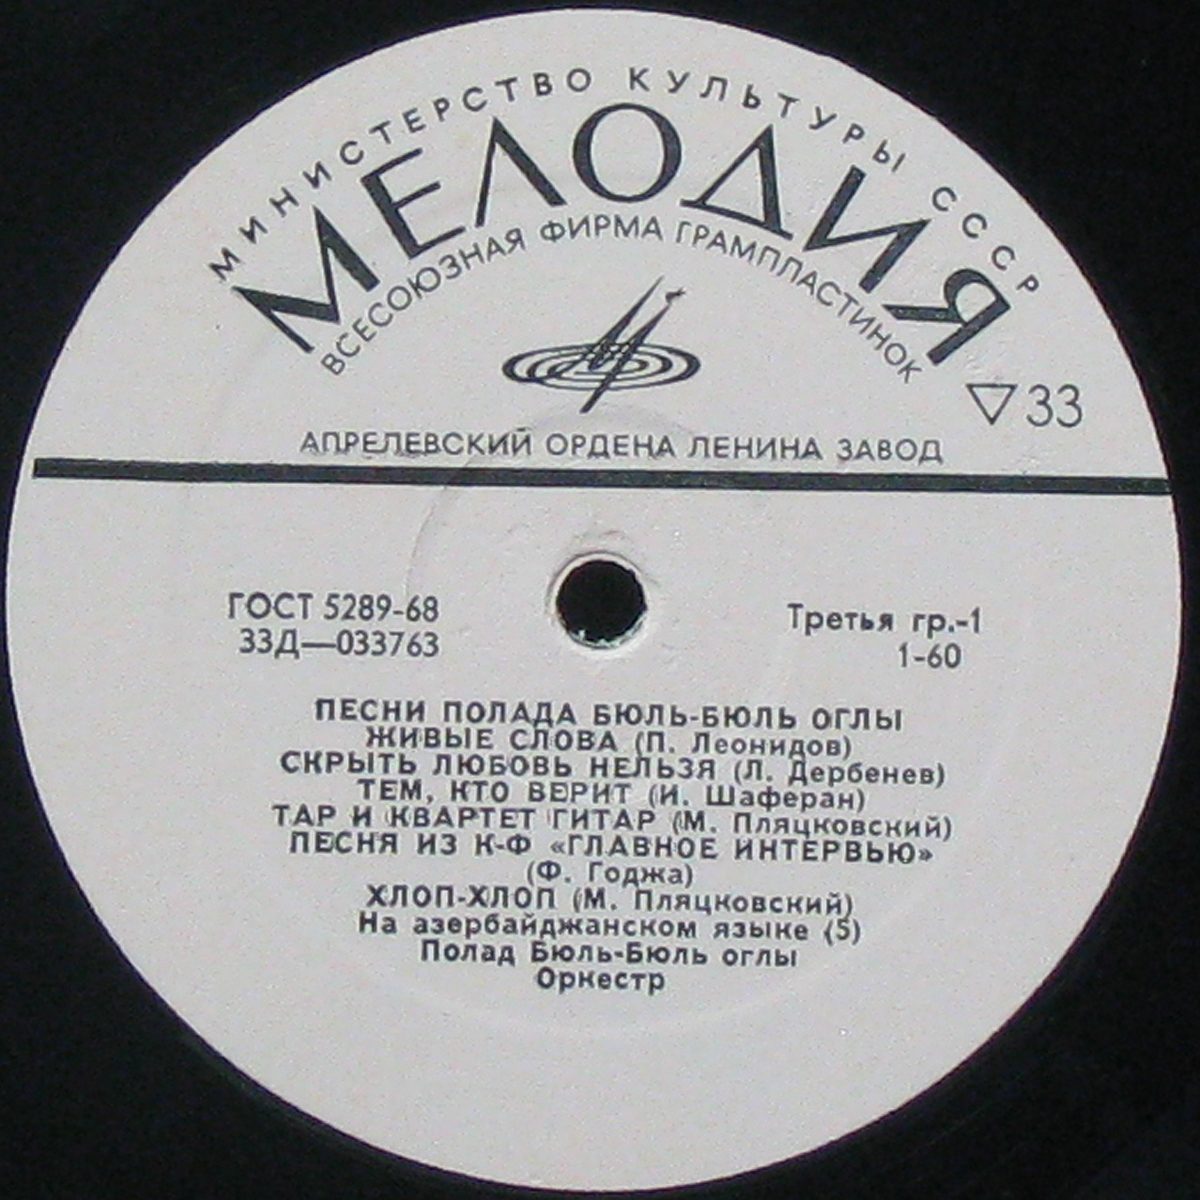 МИНИСТЕРСТВО КУЛЬТУРЫ СССР
МЕЛОДИЯ
ВСЕСОЮЗНАЯ ФИРМА ГРАМПЛАСТИНОК
▽ 33
АПРЕЛЕВСКИЙ ОРДЕНА ЛЕНИНА ЗАВОД
ГОСТ 5289-68
33Д—033763
Третья гр.-1
1-60
ПЕСНИ ПОЛАДА БЮЛЬ-БЮЛЬ ОГЛЫ
ЖИВЫЕ СЛОВА (П. Леонидов)
СКРЫТЬ ЛЮБОВЬ НЕЛЬЗЯ (Л. Дербенев)
ТЕМ, КТО ВЕРИТ (И. Шаферан)
ТАР И КВАРТЕТ ГИТАР (М. Пляцковский)
ПЕСНЯ ИЗ К-Ф «ГЛАВНОЕ ИНТЕРВЬЮ»
(Ф. Годжа)
ХЛОП-ХЛОП (М. Пляцковский)
На азербайджанском языке (5)
Полад Бюль-Бюль оглы
Оркестр